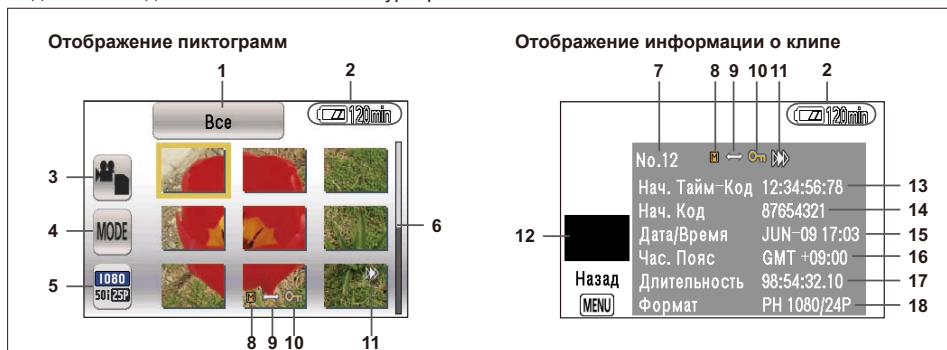 Отображение пиктограмм
Отображение информации о клипе
1
2
Все
120min
3
4
MODE
5
1080
50i 25P
6
M
8
9
10
11
7
8
9
10
11
2
120min
No.12
M
Нач. Тайм-Код 12:34:56:78
13
Нач. Код 87654321
14
Дата/Время JUN-09 17:03
15
Час. Пояс GMT +09:00
16
Длительность 98:54:32.10
17
Формат PH 1080/24P
18
12
Назад
MENU